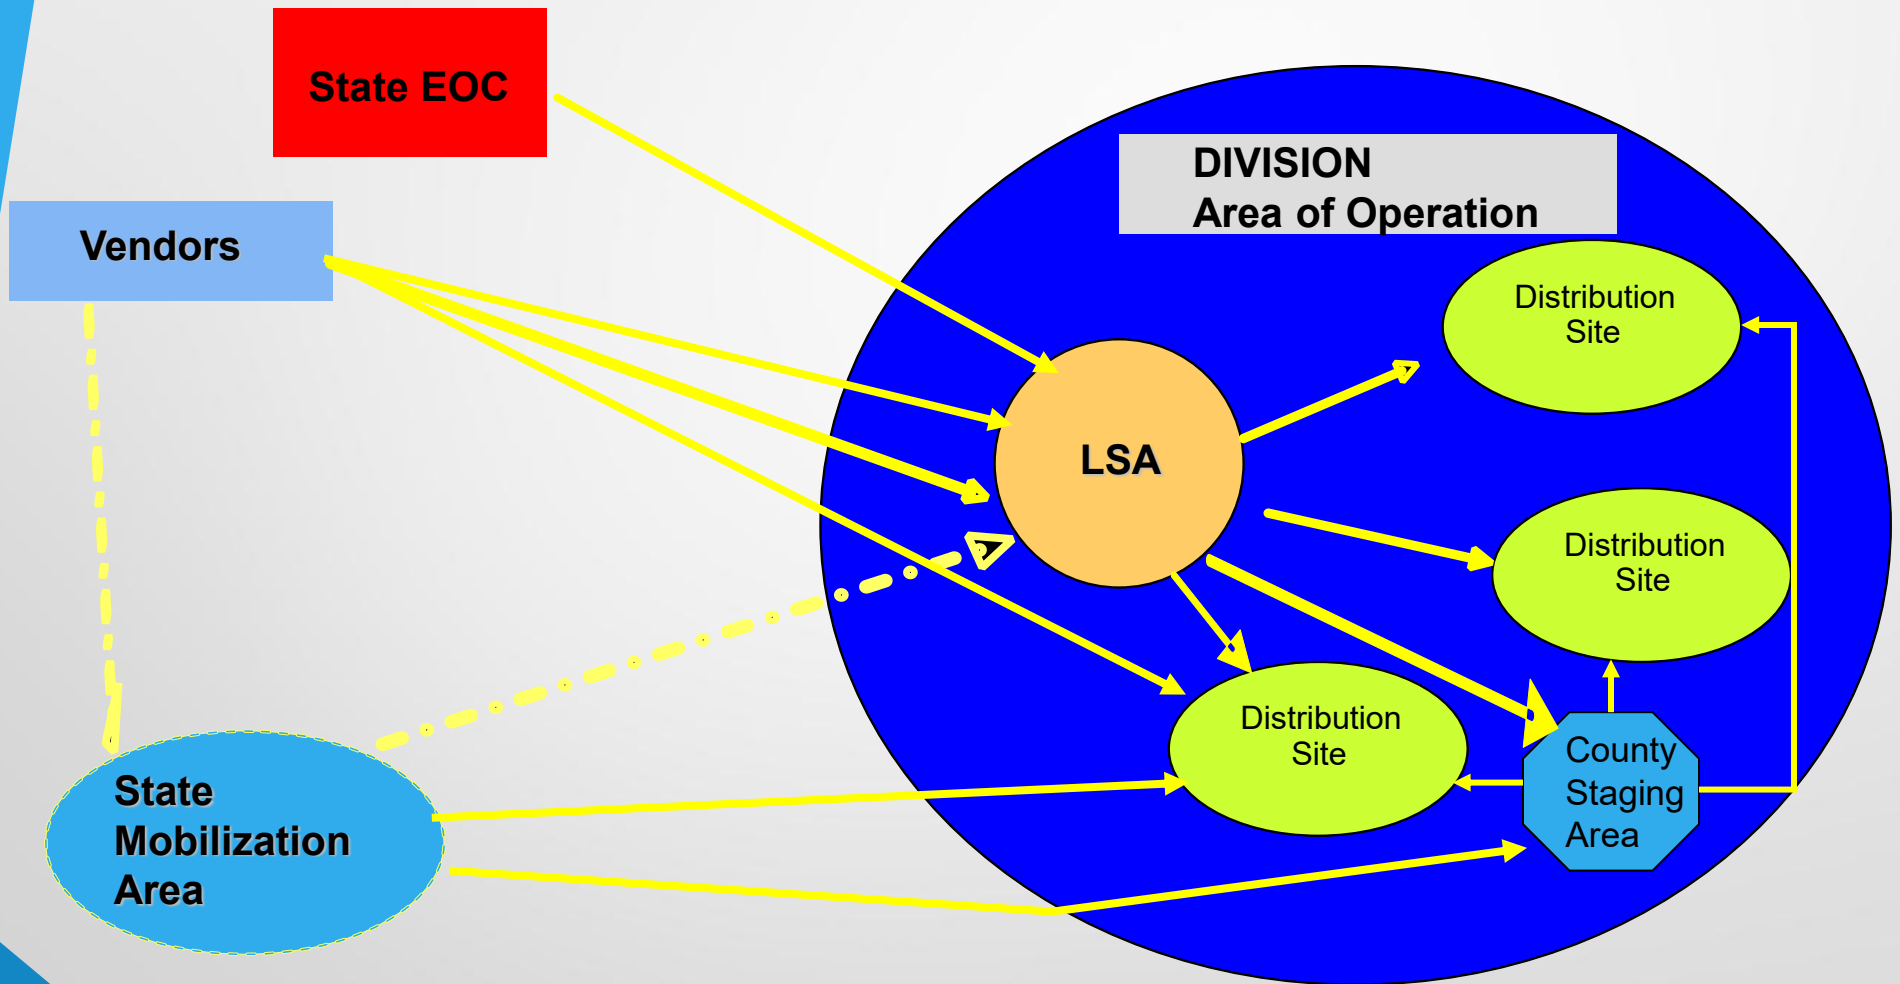 State EOC
Vendors
DIVISION
Area of Operation
Distribution
Site
LSA
Distribution
Site
Distribution
Site
County
Staging
Area
State
Mobilization
Area